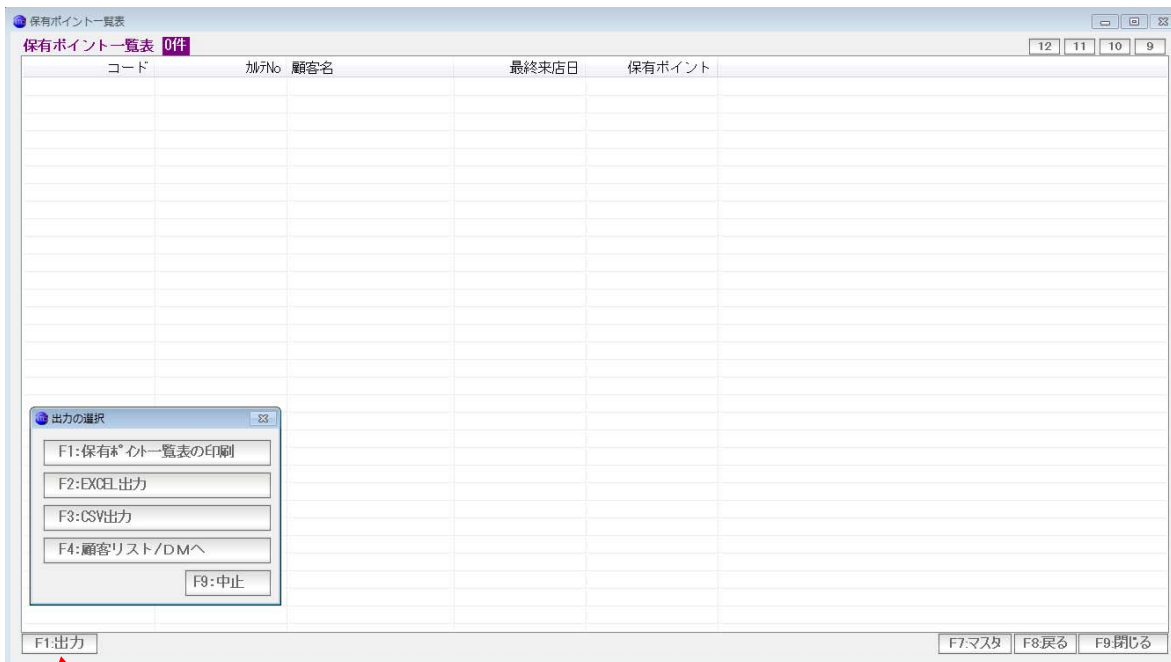 保有ポイント一覧表
保有ポイント一覧表 0件 12 11 10 9
コード ｶﾙﾃNo 顧客名 最終来店日 保有ポイント
出力の選択
F1:保有ﾎﾟｲﾝﾄ一覧表の印刷
F2:EXCEL出力
F3:CSV出力
F4:顧客リスト/DMへ
F9:中止
F1:出力 F7:マスタ F8:戻る F9:閉じる